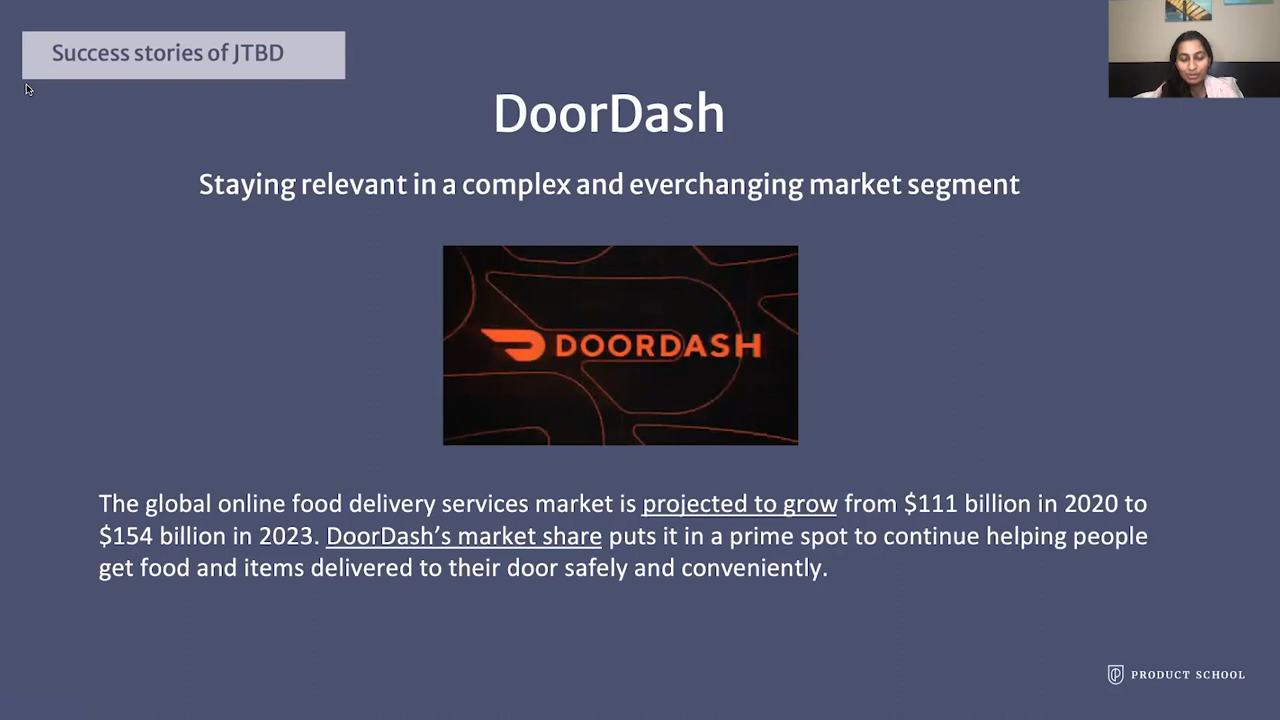 Success stories of JTBD
DoorDash
Staying relevant in a complex and everchanging market segment
DOORDASH
The global online food delivery services market is projected to grow from $111 billion in 2020 to
$154 billion in 2023. DoorDash’s market share puts it in a prime spot to continue helping people
get food and items delivered to their door safely and conveniently.
PRODUCT SCHOOL